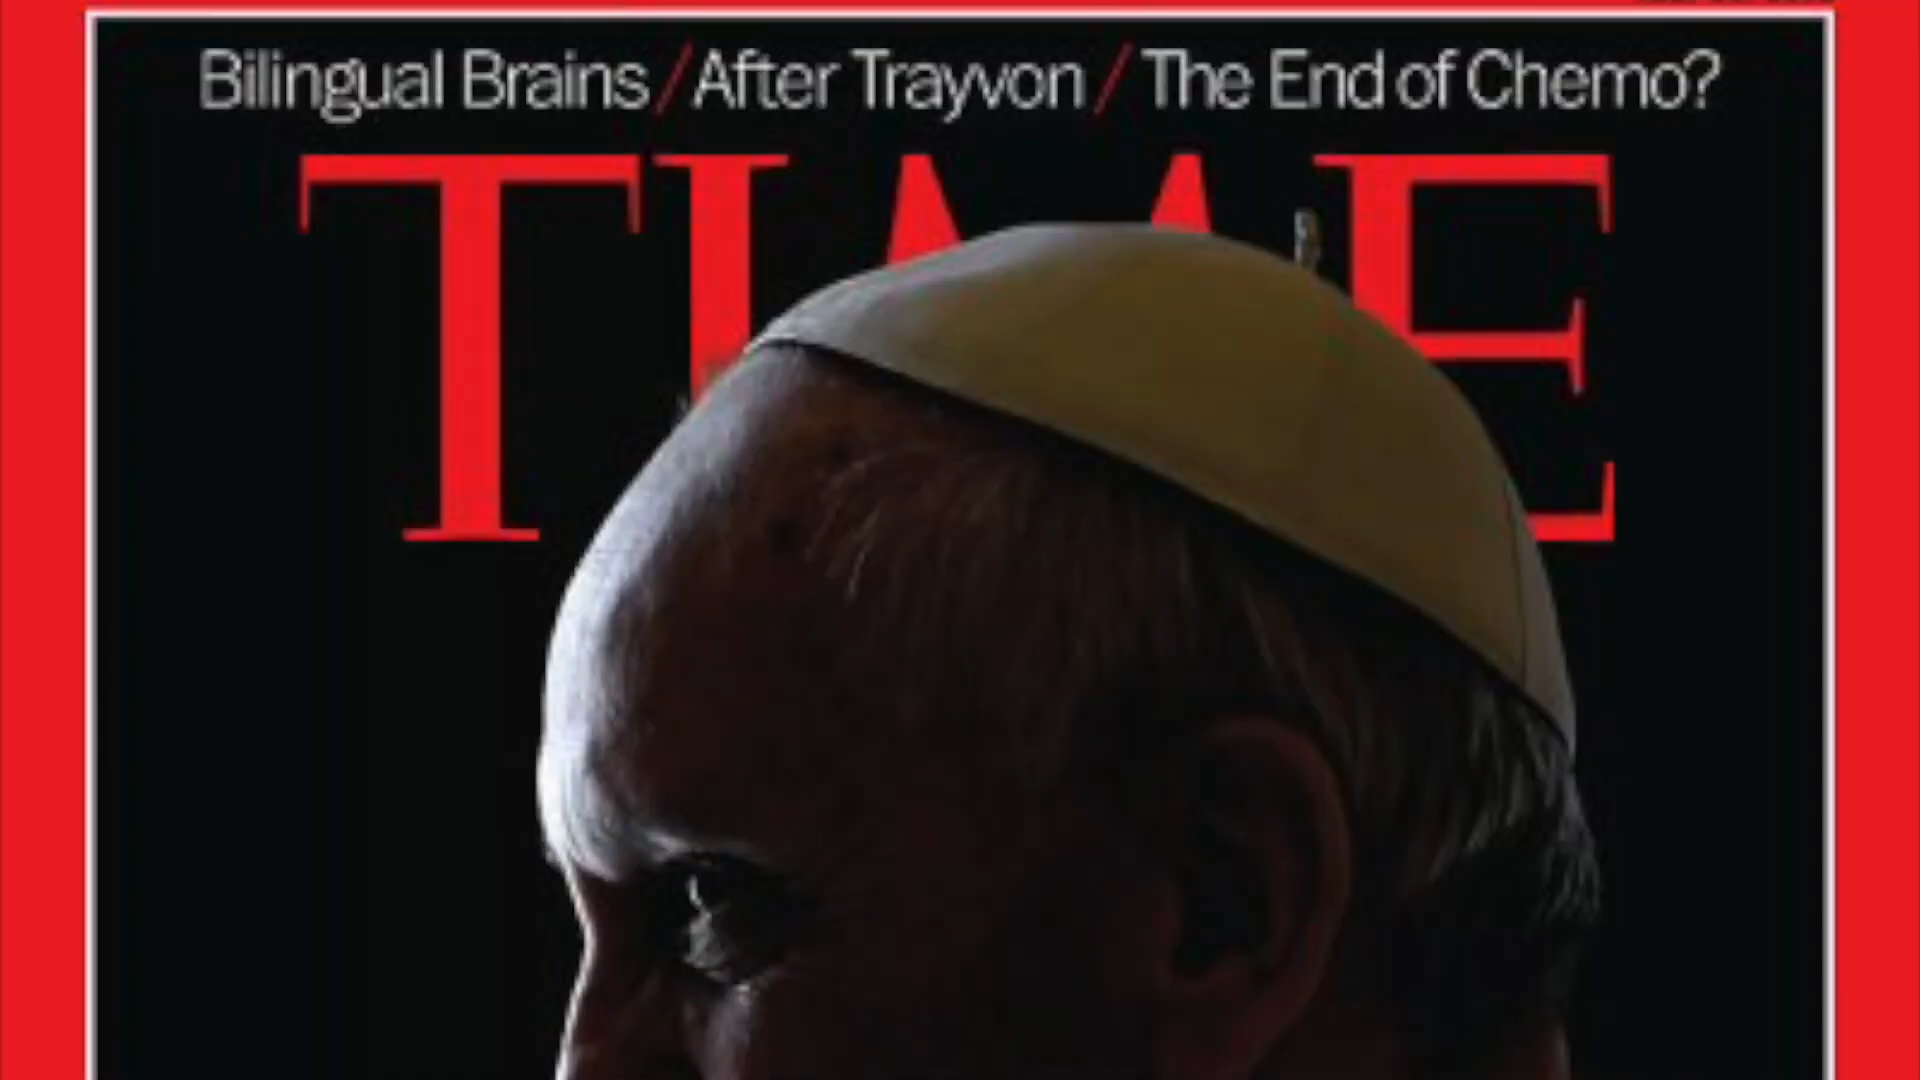 Bilingual Brains / After Trayvon / The End of Chemo?
TIME